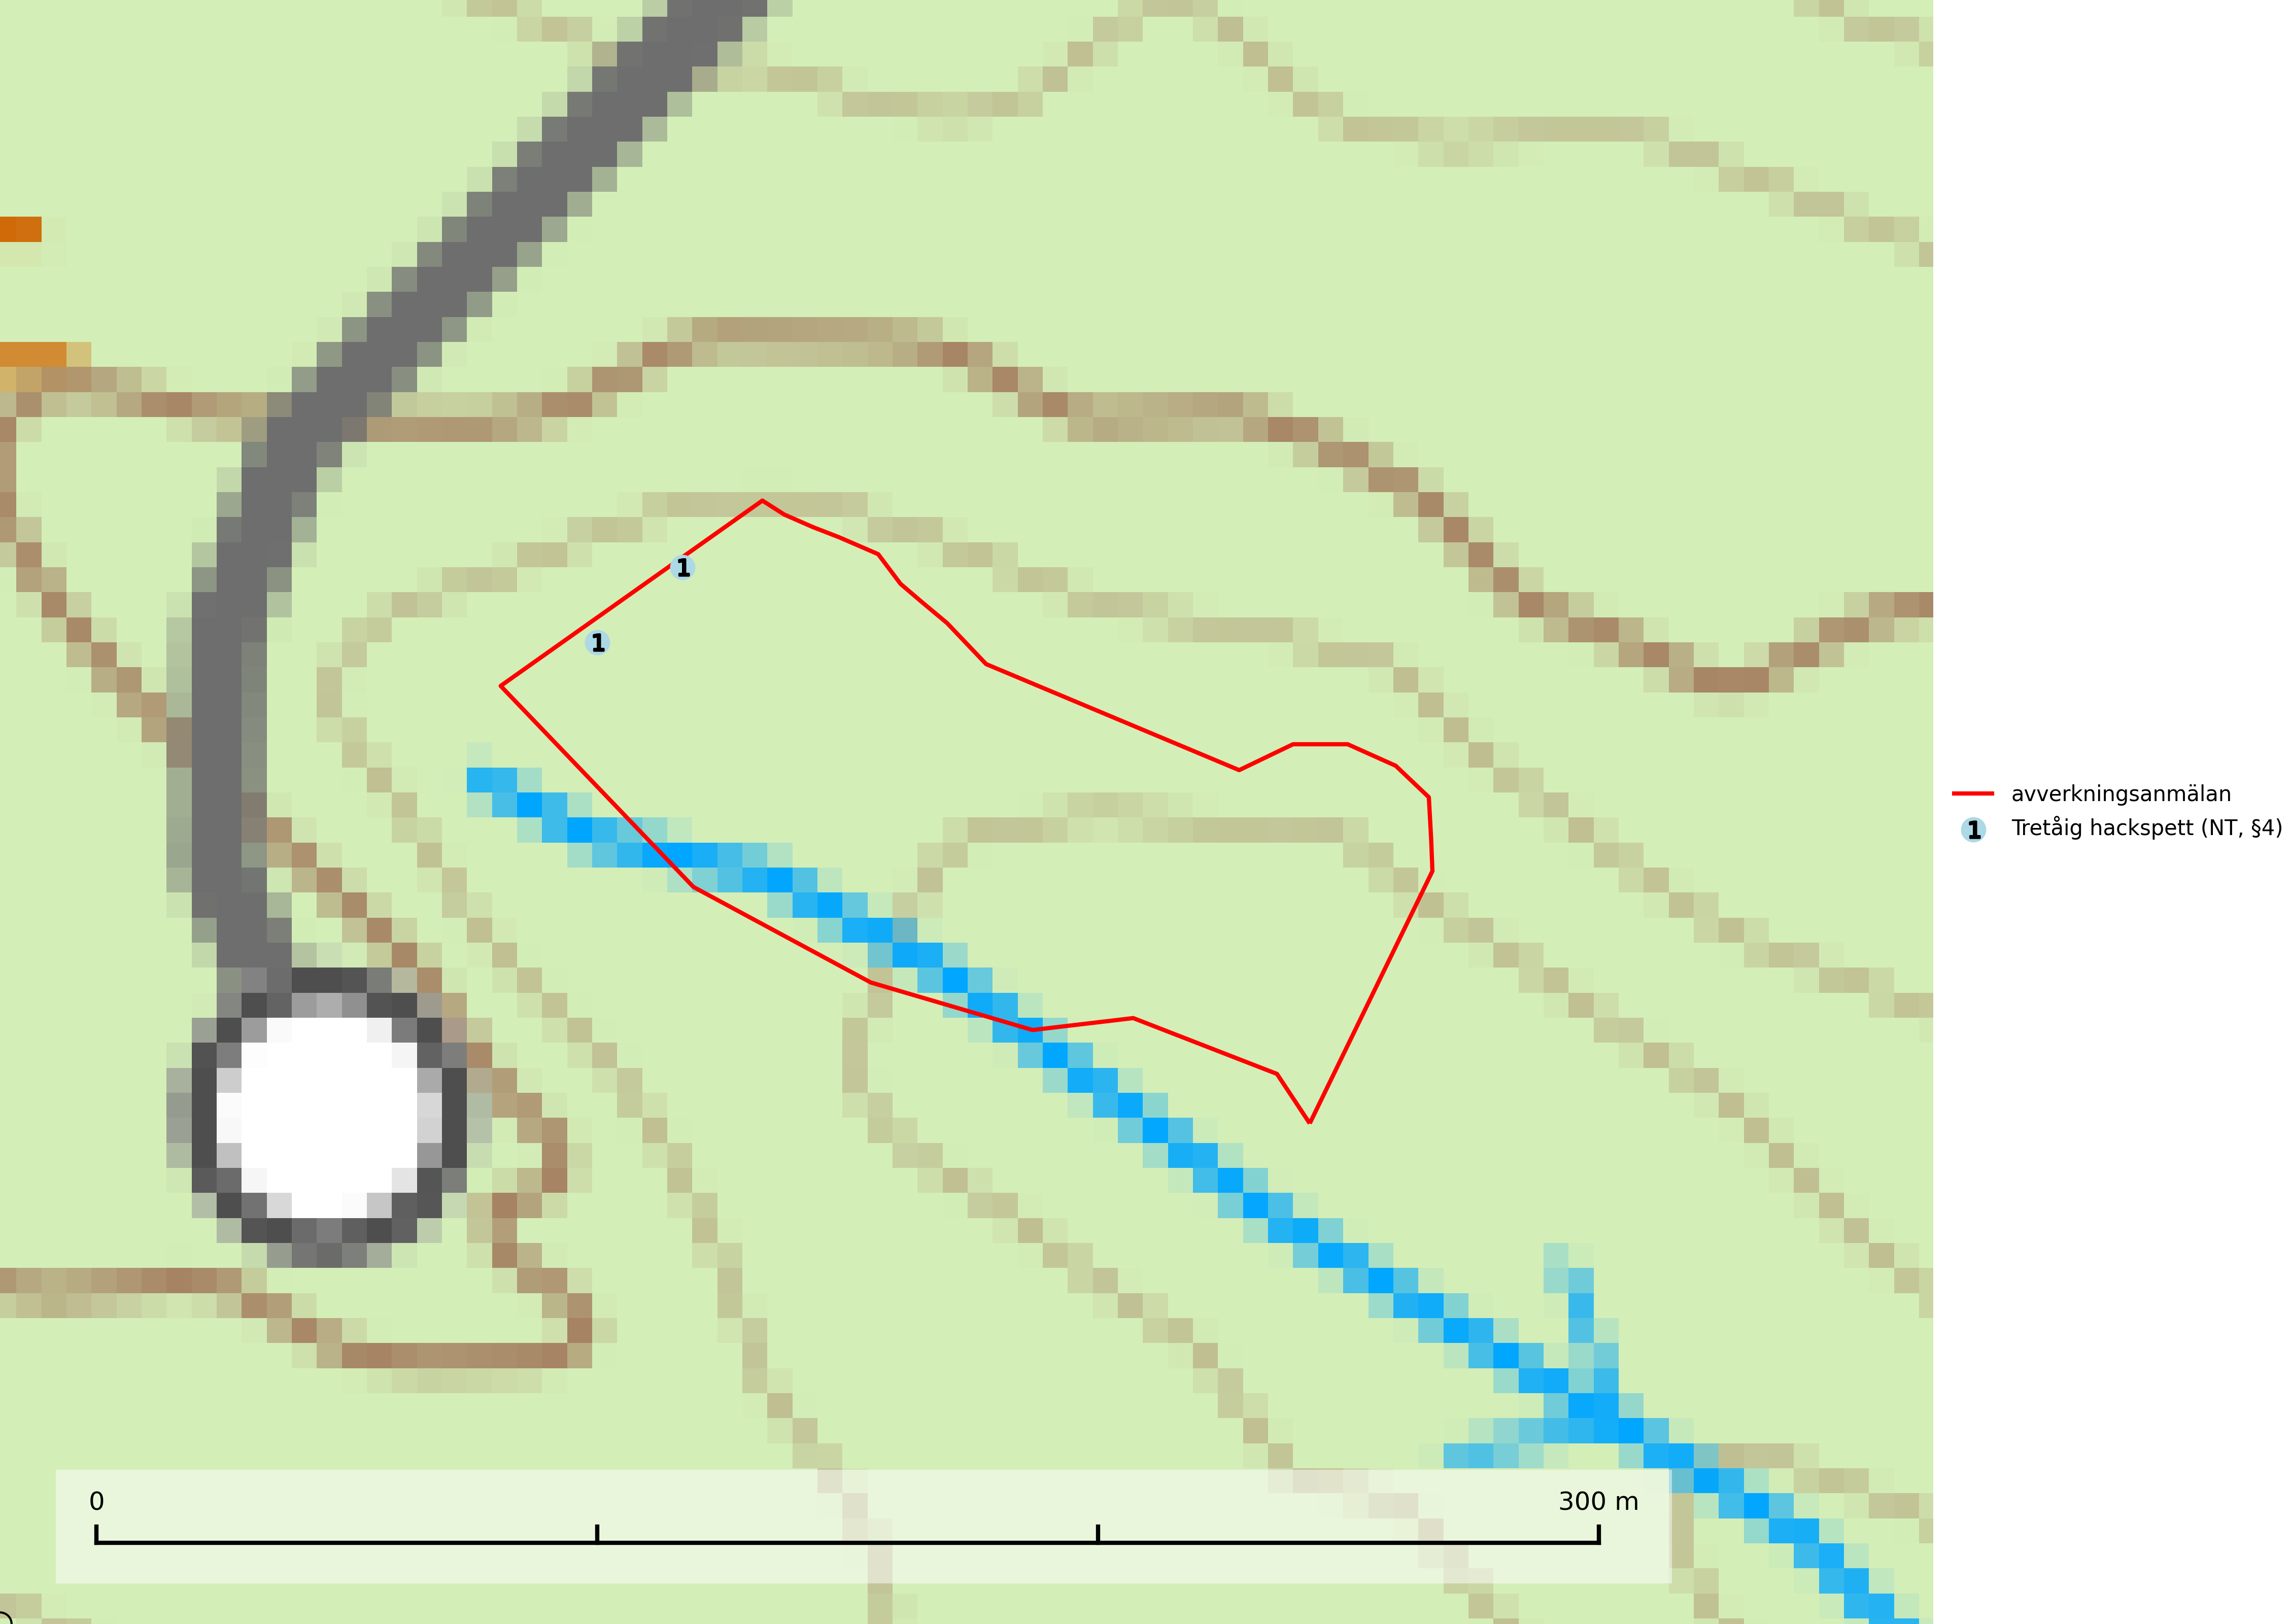 1
1
avverkningsanmälan
1 Tretåig hackspett (NT, §4)
0 300 m